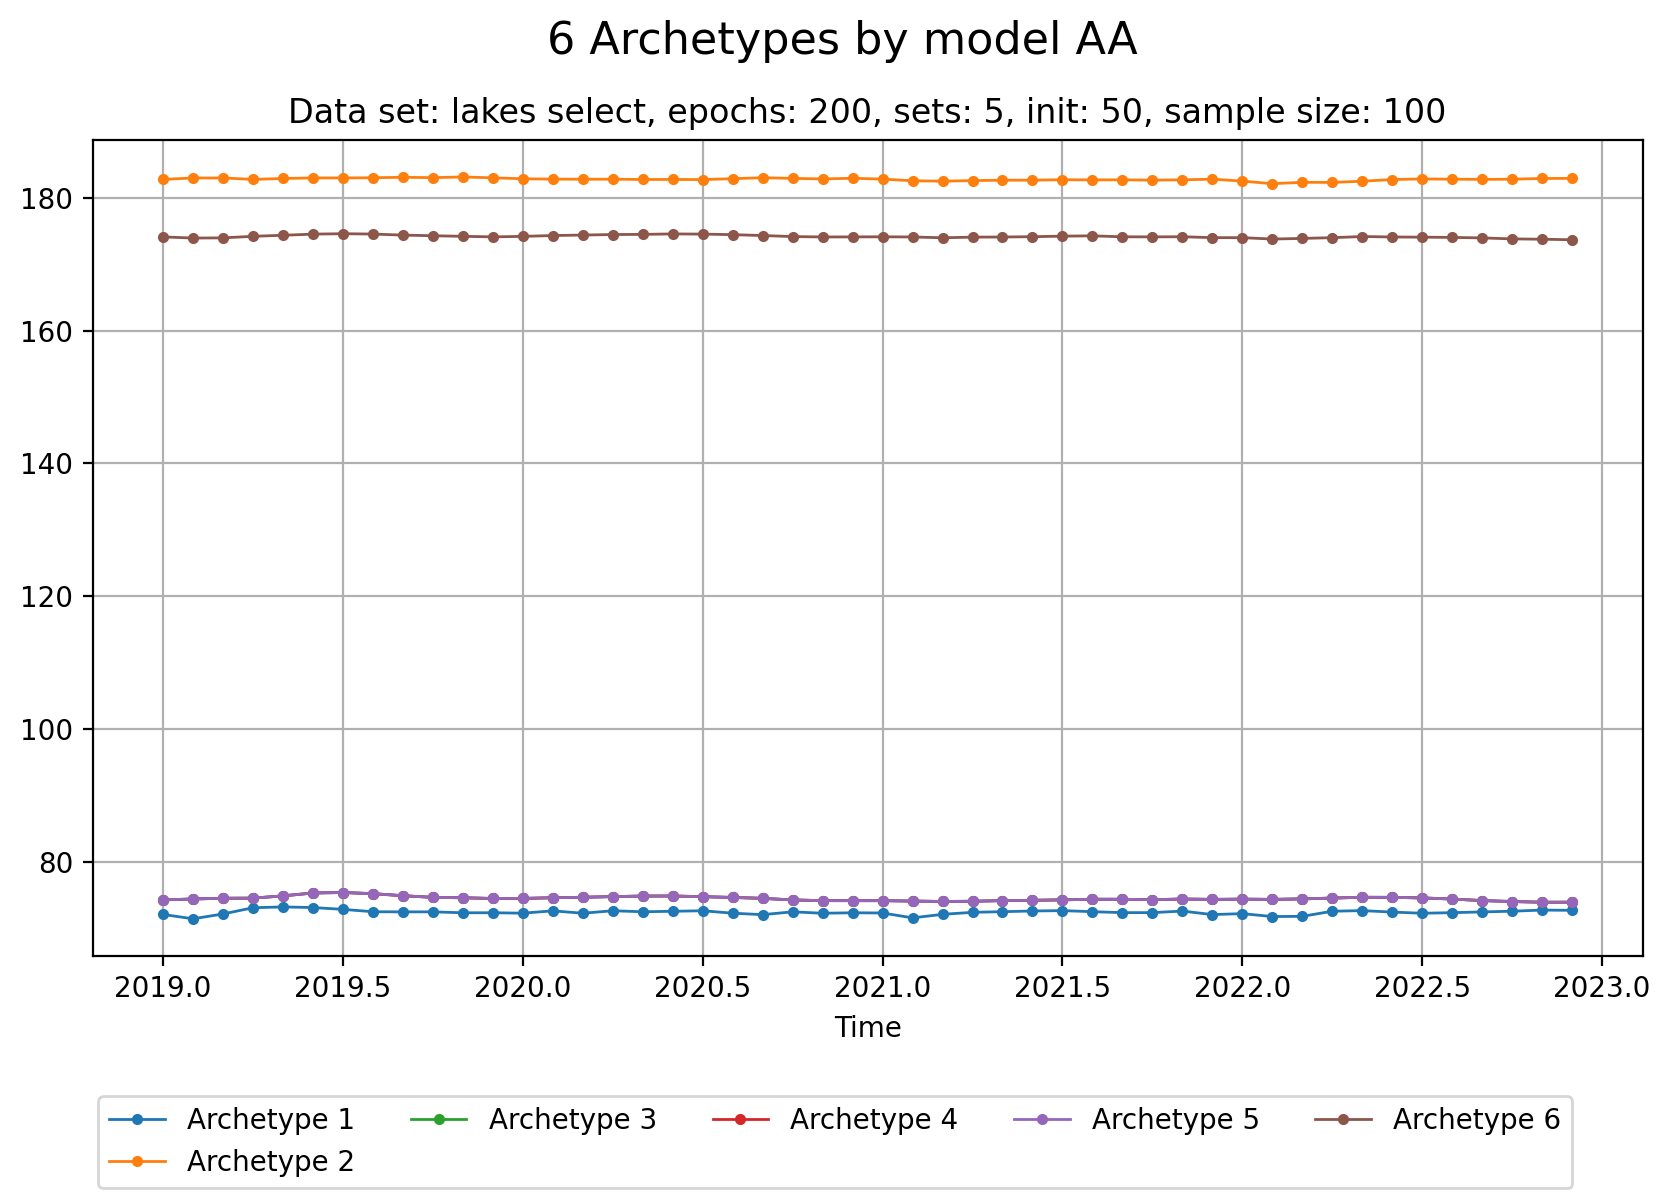 6 Archetypes by model AA
Data set: lakes select, epochs: 200, sets: 5, init: 50, sample size: 100
180
160
140
120
100
80
2019.0 2019.5 2020.0 2020.5 2021.0 2021.5 2022.0 2022.5 2023.0
Time
Archetype 1 Archetype 3 Archetype 4 Archetype 5 Archetype 6
Archetype 2